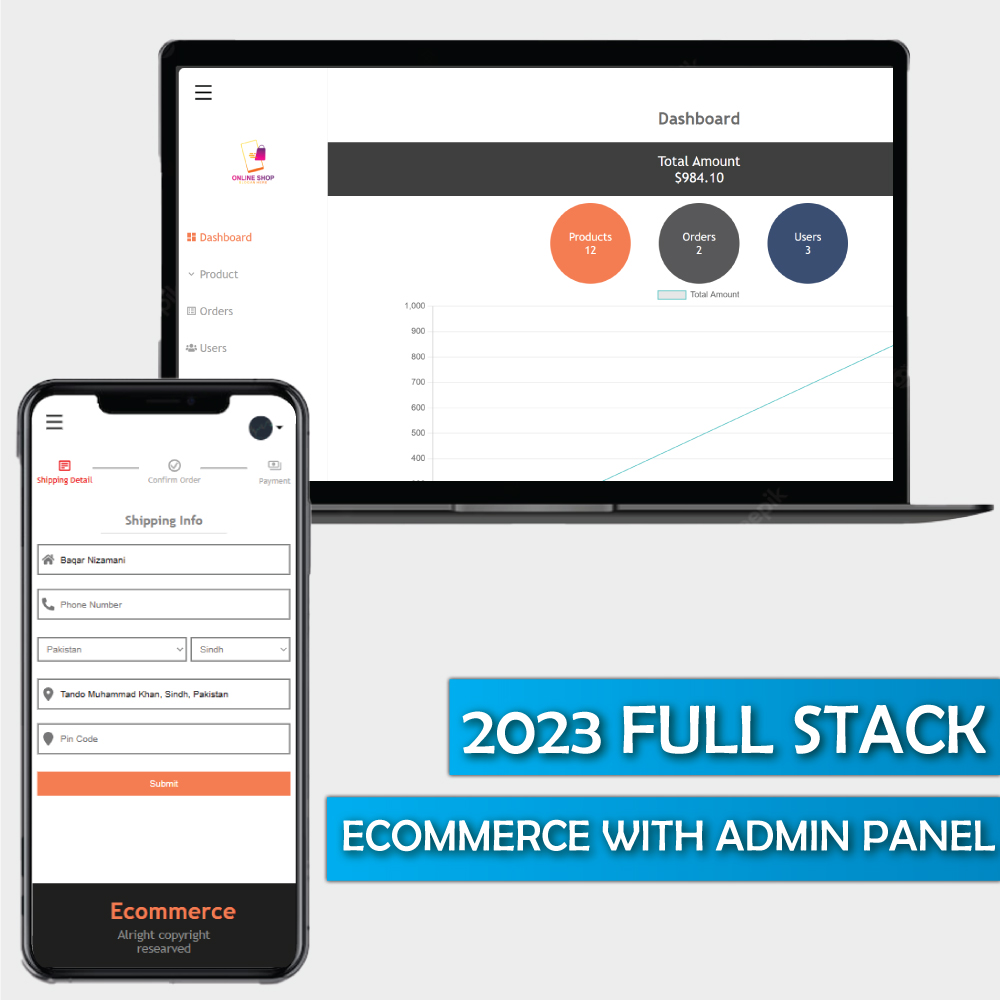 Dashboard
Total Amount
$984.10
ONLINE SHOP
Dashboard
Product
Orders
Users
Products
12
Orders
2
Users
3
Total Amount
1,000
900
800
700
600
500
400
Shipping Detail
Confirm Order
Payment
Shipping Info
Baqar Nizamani
Phone Number
Pakistan
Sindh
Tando Muhammad Khan, Sindh, Pakistan
Pin Code
Submit
Ecommerce
Alright copyright
researved
2023 FULL STACK
ECOMMERCE WITH ADMIN PANEL